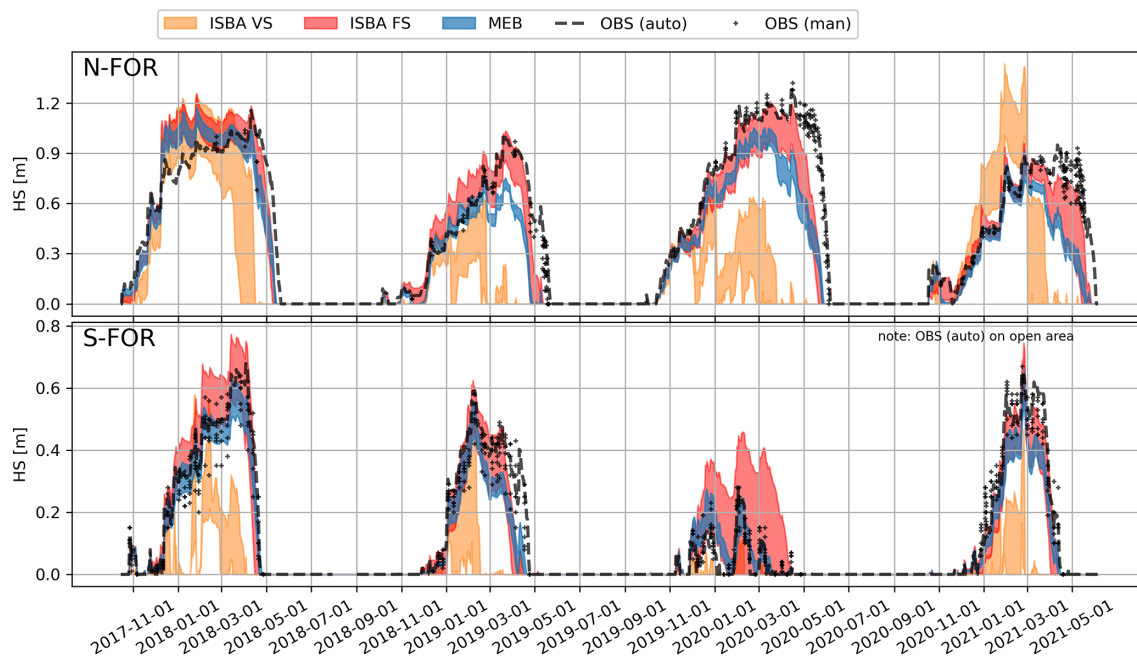 ISBA VS ISBA FS MEB OBS (auto) OBS (man)
N-FOR
HS [m]
1.2
0.9
0.6
0.3
0.0
S-FOR
note: OBS (auto) on open area
HS [m]
0.8
0.6
0.4
0.2
0.0
2017-11-01 2018-01-01 2018-03-01 2018-05-01 2018-07-01 2018-09-01 2018-11-01 2019-01-01 2019-03-01 2019-05-01 2019-07-01 2019-09-01 2019-11-01 2020-01-01 2020-03-01 2020-05-01 2020-07-01 2020-09-01 2020-11-01 2021-01-01 2021-03-01 2021-05-01